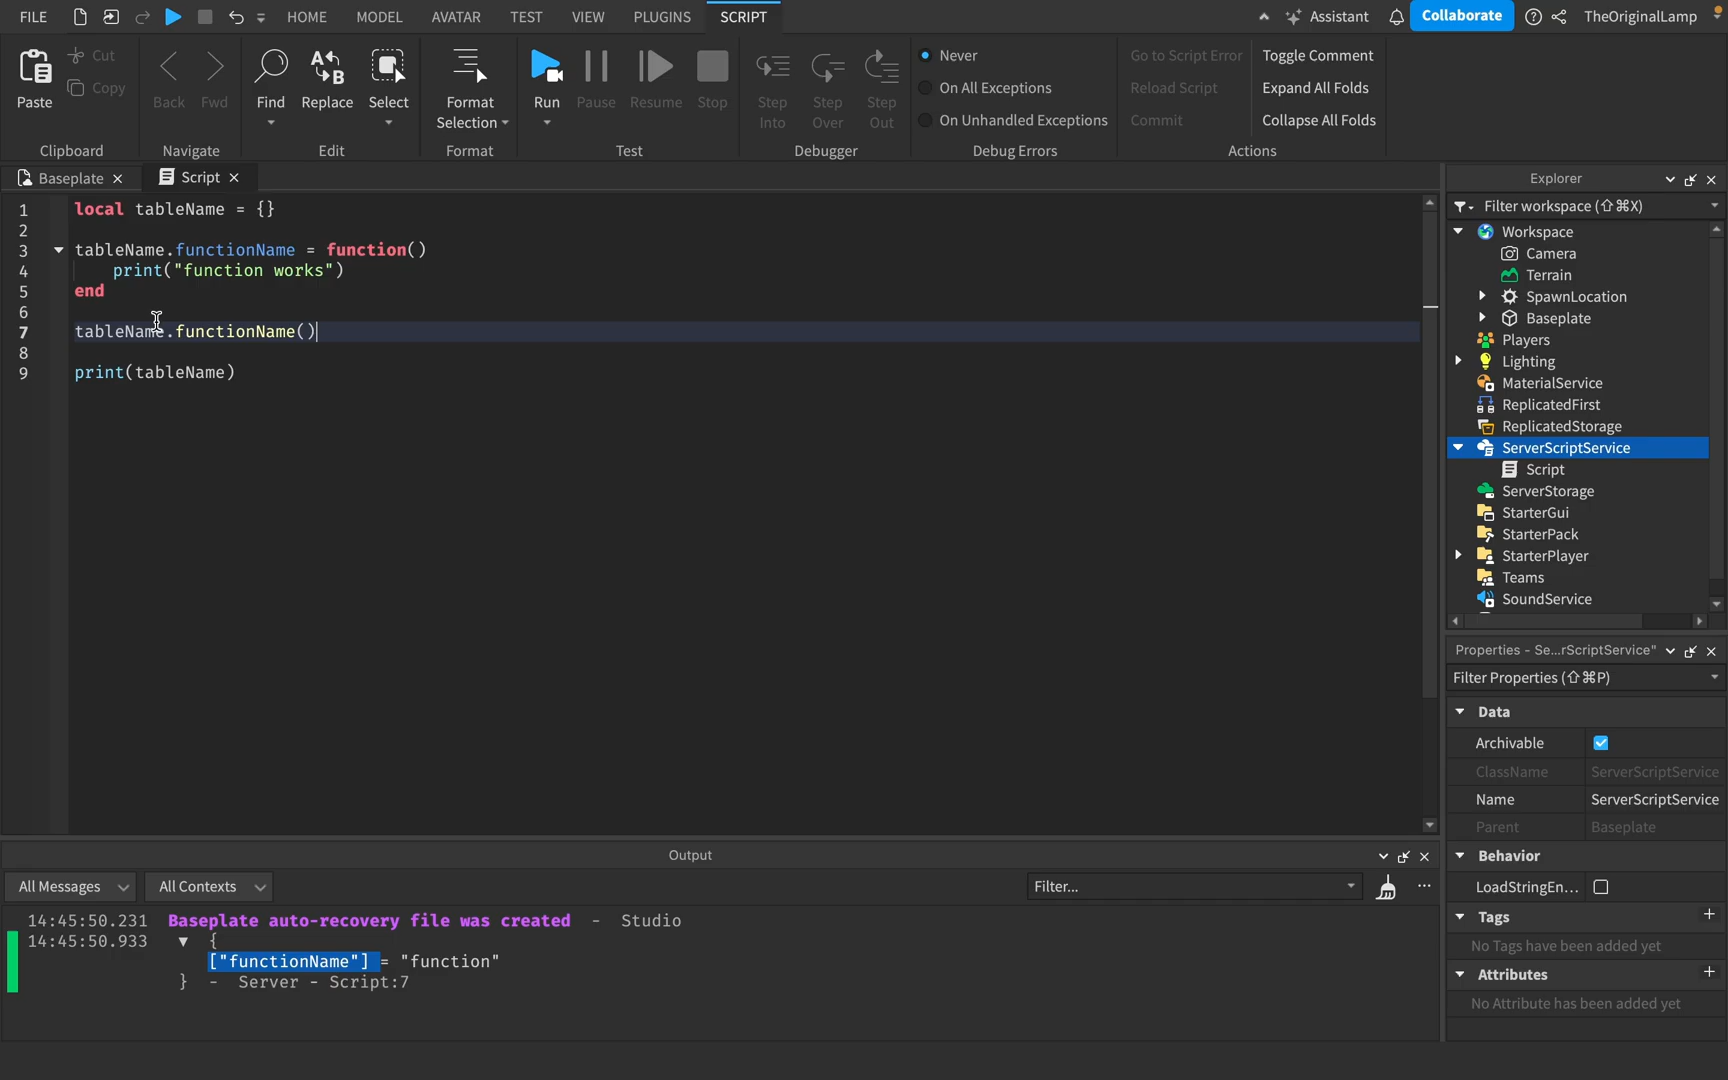 FILE HOME MODEL AVATAR TEST VIEW PLUGINS SCRIPT Assistant Collaborate TheOriginalLamp
Paste Cut Copy Back Fwd Find Replace Select Format Selection Run Pause Resume Stop Step Into Step Over Step Out
Never
On All Exceptions
On Unhandled Exceptions
Go to Script Error
Reload Script
Commit
Toggle Comment
Expand All Folds
Collapse All Folds
Clipboard Navigate Edit Format Test Debugger Debug Errors Actions
Baseplate Script
1 local tableName = {}
2
3 tableName.functionName = function()
4 print("function works")
5 end
6
7 tableName.functionName()
8
9 print(tableName)
Explorer
Filter workspace (⇧⌘X)
Workspace
Camera
Terrain
SpawnLocation
Baseplate
Players
Lighting
MaterialService
ReplicatedFirst
ReplicatedStorage
ServerScriptService
Script
ServerStorage
StarterGui
StarterPack
StarterPlayer
Teams
SoundService
Properties - Se...rScriptService"
Filter Properties (⇧⌘P)
Data
Archivable
ClassName ServerScriptService
Name ServerScriptService
Parent Baseplate
Behavior
LoadStringEn...
Tags
No Tags have been added yet
Attributes
No Attribute has been added yet
Output
All Messages All Contexts Filter...
14:45:50.231 Baseplate auto-recovery file was created - Studio
14:45:50.933 ▼ {
["functionName"] = "function"
} - Server - Script:7